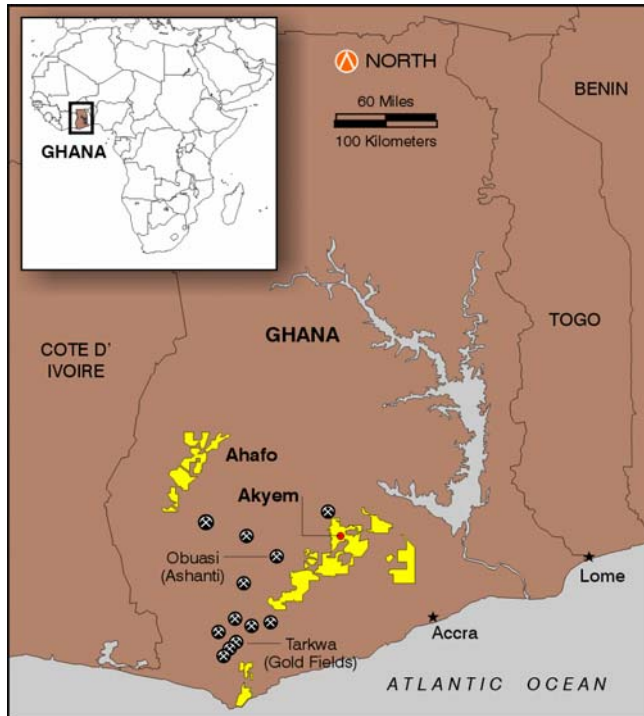 NORTH
60 Miles
100 Kilometers
BENIN
GHANA
GHANA
TOGO
COTE D'
IVOIRE
Ahafo
Akyem
Obuasi
(Ashanti)
Lome
Accra
Tarkwa
(Gold Fields)
ATLANTIC OCEAN